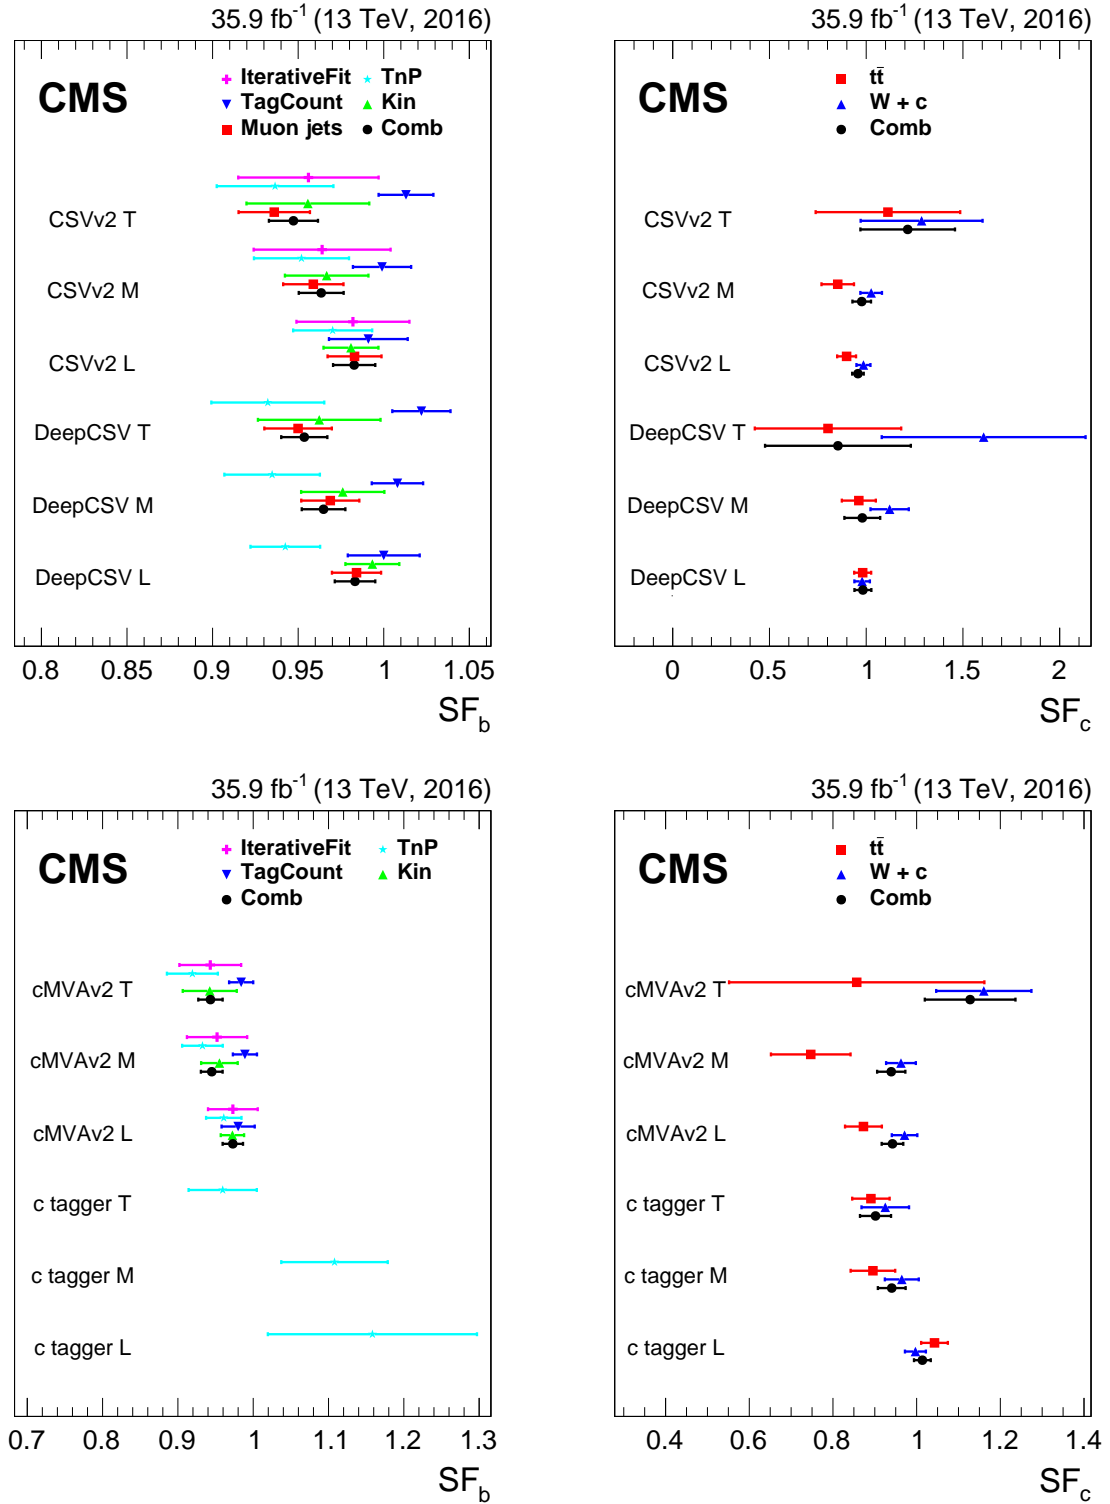 35.9 fb⁻¹ (13 TeV, 2016)
CMS
IterativeFit TnP
TagCount Kin
Muon jets Comb
CSVv2 T
CSVv2 M
CSVv2 L
DeepCSV T
DeepCSV M
DeepCSV L
0.8 0.85 0.9 0.95 1 1.05
SF_b
35.9 fb⁻¹ (13 TeV, 2016)
CMS
tt̄
W + c
Comb
CSVv2 T
CSVv2 M
CSVv2 L
DeepCSV T
DeepCSV M
DeepCSV L
0 0.5 1 1.5 2
SF_c
35.9 fb⁻¹ (13 TeV, 2016)
CMS
IterativeFit TnP
TagCount Kin
Comb
cMVAv2 T
cMVAv2 M
cMVAv2 L
c tagger T
c tagger M
c tagger L
0.7 0.8 0.9 1 1.1 1.2 1.3
SF_b
35.9 fb⁻¹ (13 TeV, 2016)
CMS
tt̄
W + c
Comb
cMVAv2 T
cMVAv2 M
cMVAv2 L
c tagger T
c tagger M
c tagger L
0.4 0.6 0.8 1 1.2 1.4
SF_c